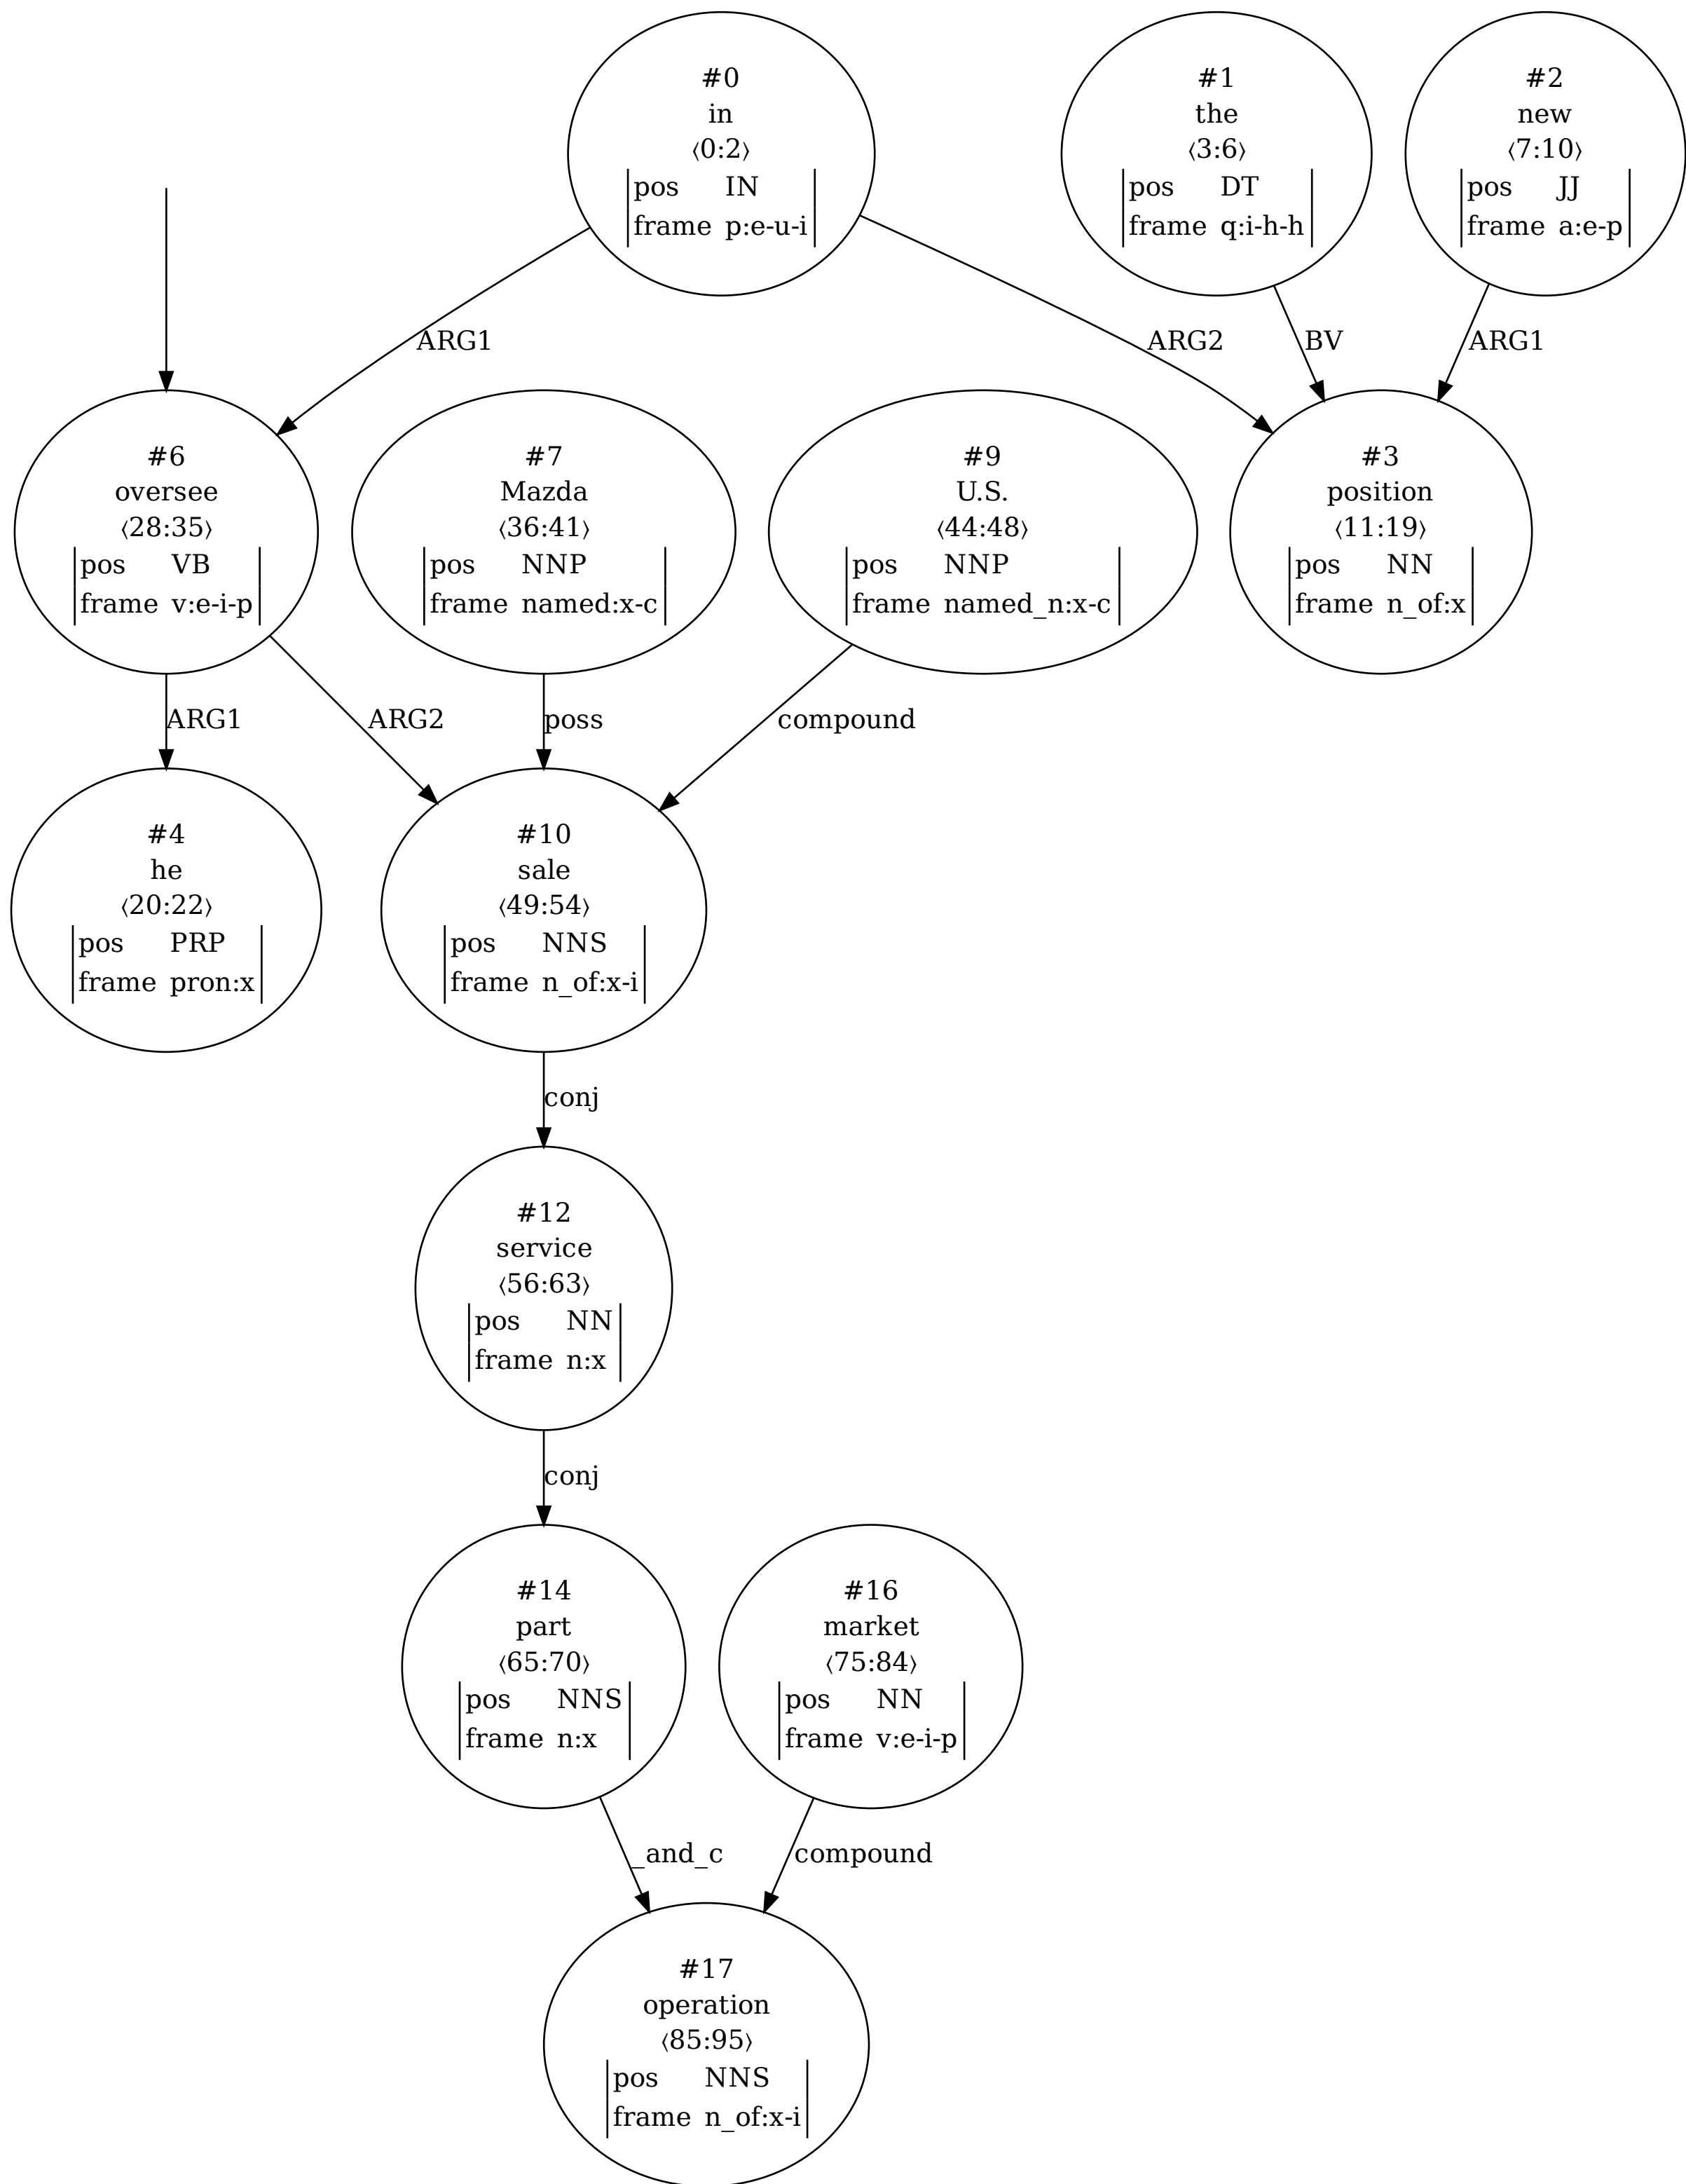 #0
in
⟨0:2⟩
pos IN
frame p:e-u-i
#1
the
⟨3:6⟩
pos DT
frame q:i-h-h
#2
new
⟨7:10⟩
pos JJ
frame a:e-p
ARG1
ARG2
BV
ARG1
#6
oversee
⟨28:35⟩
pos VB
frame v:e-i-p
#7
Mazda
⟨36:41⟩
pos NNP
frame named:x-c
#9
U.S.
⟨44:48⟩
pos NNP
frame named_n:x-c
#3
position
⟨11:19⟩
pos NN
frame n_of:x
ARG1
ARG2
poss
compound
#4
he
⟨20:22⟩
pos PRP
frame pron:x
#10
sale
⟨49:54⟩
pos NNS
frame n_of:x-i
conj
#12
service
⟨56:63⟩
pos NN
frame n:x
conj
#14
part
⟨65:70⟩
pos NNS
frame n:x
#16
market
⟨75:84⟩
pos NN
frame v:e-i-p
_and_c
compound
#17
operation
⟨85:95⟩
pos NNS
frame n_of:x-i